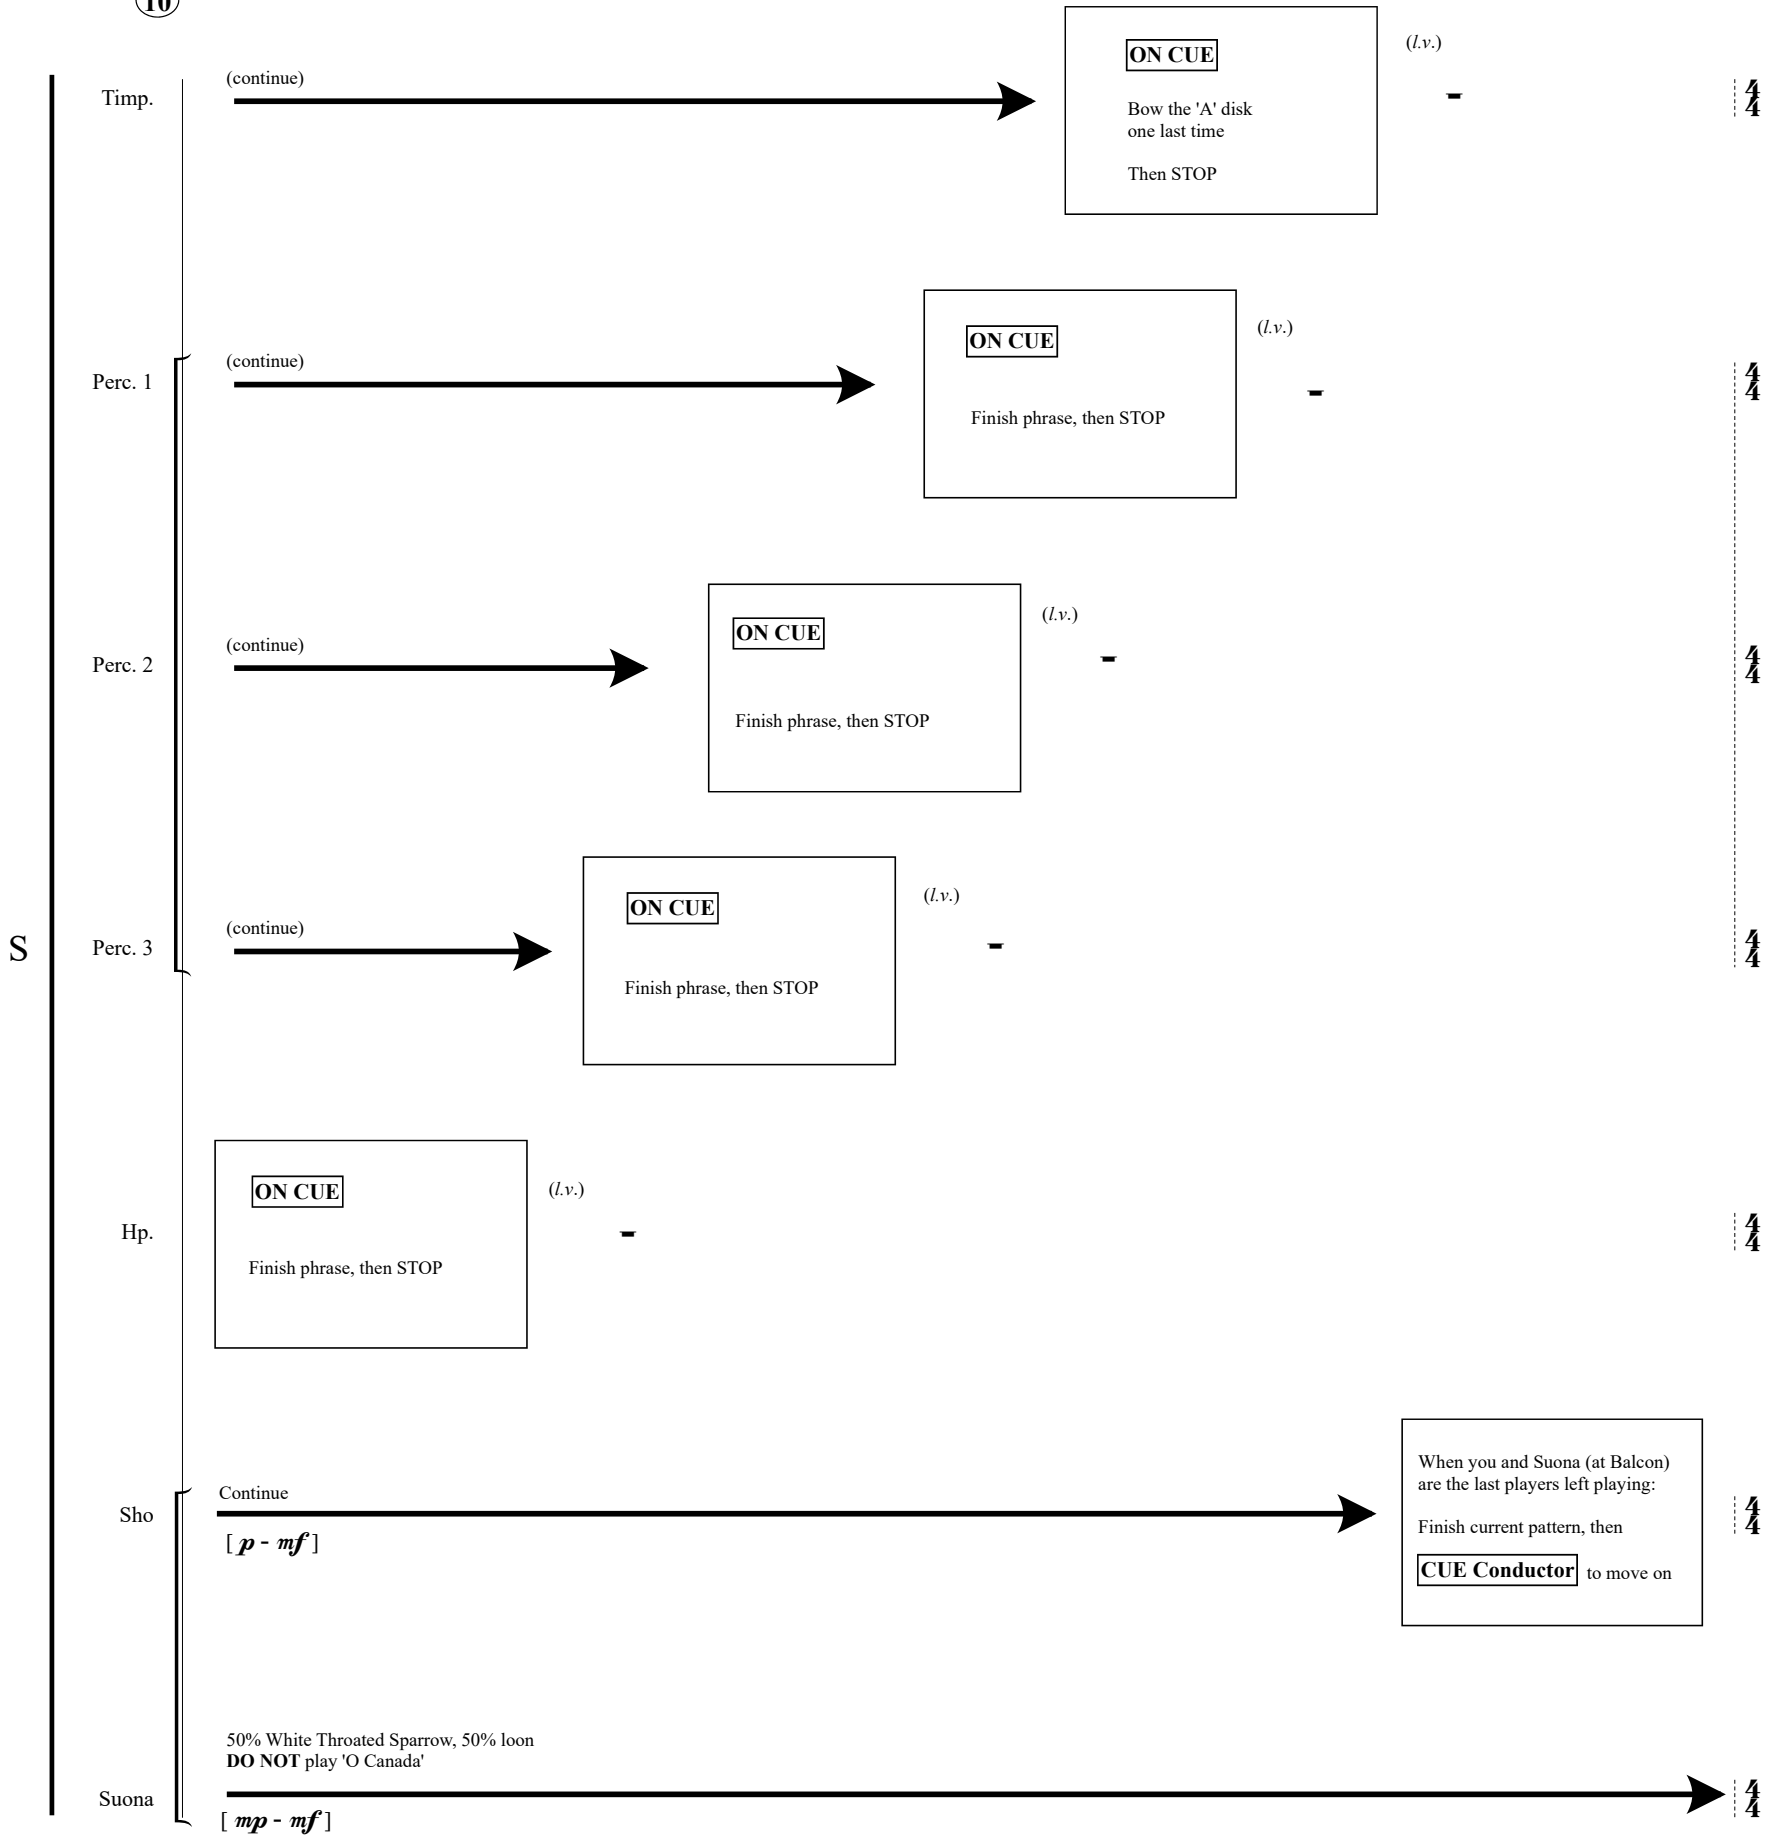 10
(continue)
Timp.
ON CUE
Bow the 'A' disk
one last time
Then STOP
(l.v.)
4
4
(continue)
Perc. 1
ON CUE
Finish phrase, then STOP
(l.v.)
4
4
(continue)
Perc. 2
ON CUE
Finish phrase, then STOP
(l.v.)
4
4
S
(continue)
Perc. 3
ON CUE
Finish phrase, then STOP
(l.v.)
4
4
Hp.
ON CUE
Finish phrase, then STOP
(l.v.)
4
4
Continue
Sho
[ p - mf ]
When you and Suona (at Balcon)
are the last players left playing:
Finish current pattern, then
CUE Conductor to move on
4
4
50% White Throated Sparrow, 50% loon
DO NOT play 'O Canada'
Suona
[ mp - mf ]
4
4